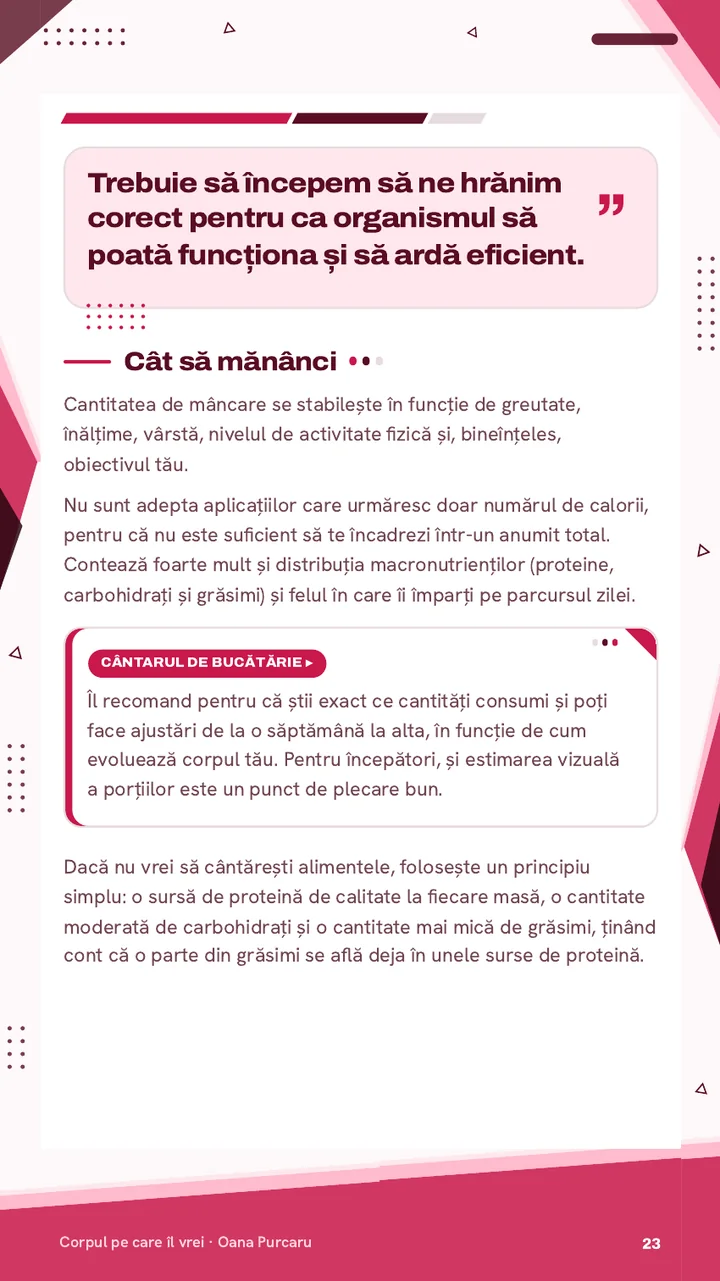 Trebuie să începem să ne hrănim
corect pentru ca organismul să
poată funcționa și să ardă eficient.
”
Cât să mănânci
Cantitatea de mâncare se stabilește în funcție de greutate,
înălțime, vârstă, nivelul de activitate fizică și, bineînțeles,
obiectivul tău.
Nu sunt adepta aplicațiilor care urmăresc doar numărul de calorii,
pentru că nu este suficient să te încadrezi într-un anumit total.
Contează foarte mult și distribuția macronutrienților (proteine,
carbohidrați și grăsimi) și felul în care îi împarți pe parcursul zilei.
CÂNTARUL DE BUCĂTĂRIE ▸
Îl recomand pentru că știi exact ce cantități consumi și poți
face ajustări de la o săptămână la alta, în funcție de cum
evoluează corpul tău. Pentru începători, și estimarea vizuală
a porțiilor este un punct de plecare bun.
Dacă nu vrei să cântărești alimentele, folosește un principiu
simplu: o sursă de proteină de calitate la fiecare masă, o cantitate
moderată de carbohidrați și o cantitate mai mică de grăsimi, ținând
cont că o parte din grăsimi se află deja în unele surse de proteină.
Corpul pe care îl vrei · Oana Purcaru
23